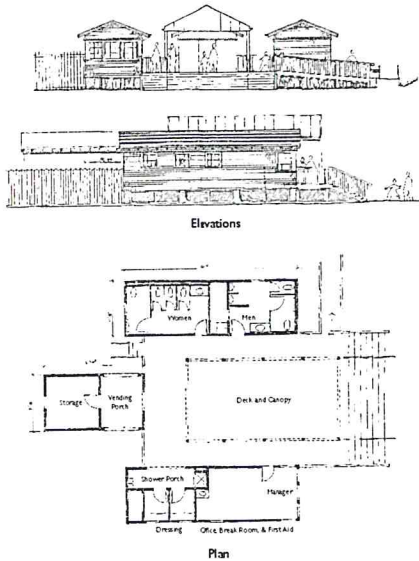 Elevations
Women
Men
Storage
Vending
Porch
Deck and Canopy
Shower Porch
Manager
Dressing
Office, Break Room, & First Aid
Plan